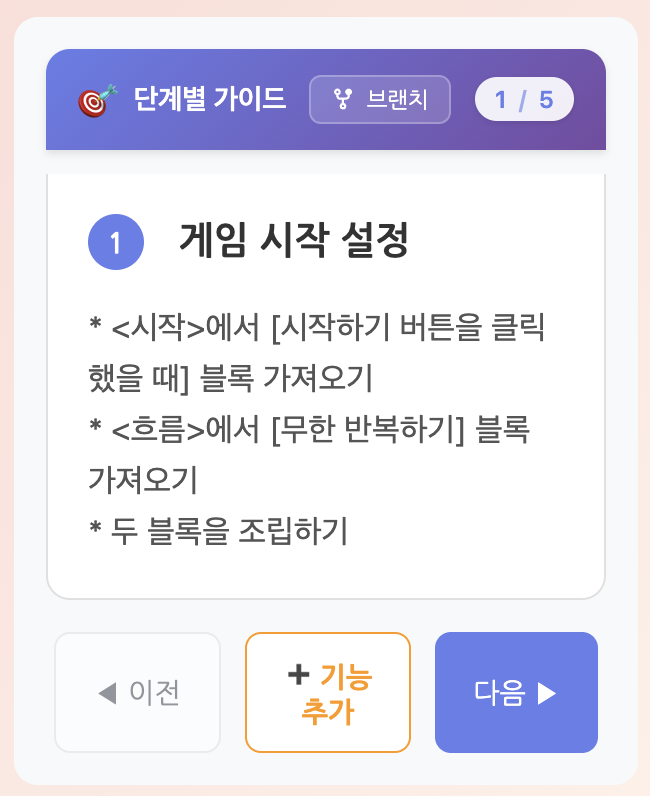 단계별 가이드 브랜치 1 / 5
1 게임 시작 설정
* <시작>에서 [시작하기 버튼을 클릭
했을 때] 블록 가져오기
* <흐름>에서 [무한 반복하기] 블록
가져오기
* 두 블록을 조립하기
◀ 이전
➕ 기능
추가
다음 ▶